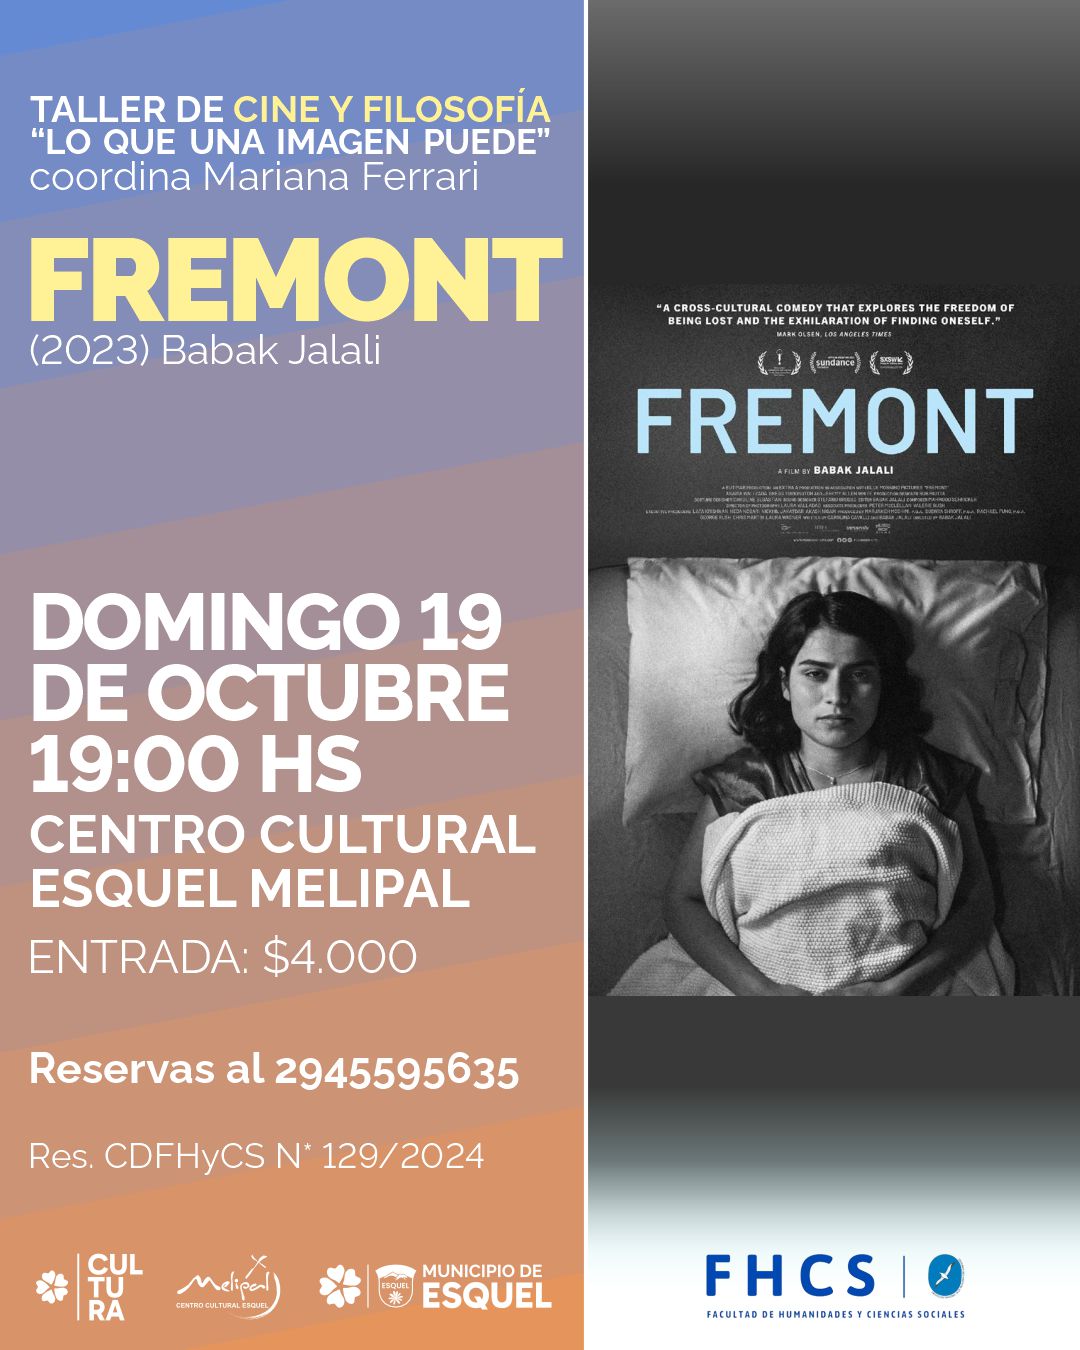 TALLER DE CINE Y FILOSOFÍA
“LO QUE UNA IMAGEN PUEDE”
coordina Mariana Ferrari
FREMONT
(2023) Babak Jalali
DOMINGO 19
DE OCTUBRE
19:00 HS
CENTRO CULTURAL
ESQUEL MELIPAL
ENTRADA: $4.000
Reservas al 2945595635
Res. CDFHyCS N* 129/2024
CUL
TU
RA
Melipal
CENTRO CULTURAL ESQUEL
ESQUEL
MUNICIPIO DE
ESQUEL
“A CROSS-CULTURAL COMEDY THAT EXPLORES THE FREEDOM OF
BEING LOST AND THE EXHILARATION OF FINDING ONESELF.”
MARK OLSEN, LOS ANGELES TIMES
sundance
SXSW
FREMONT
A FILM BY BABAK JALALI
FHCS
FACULTAD DE HUMANIDADES Y CIENCIAS SOCIALES